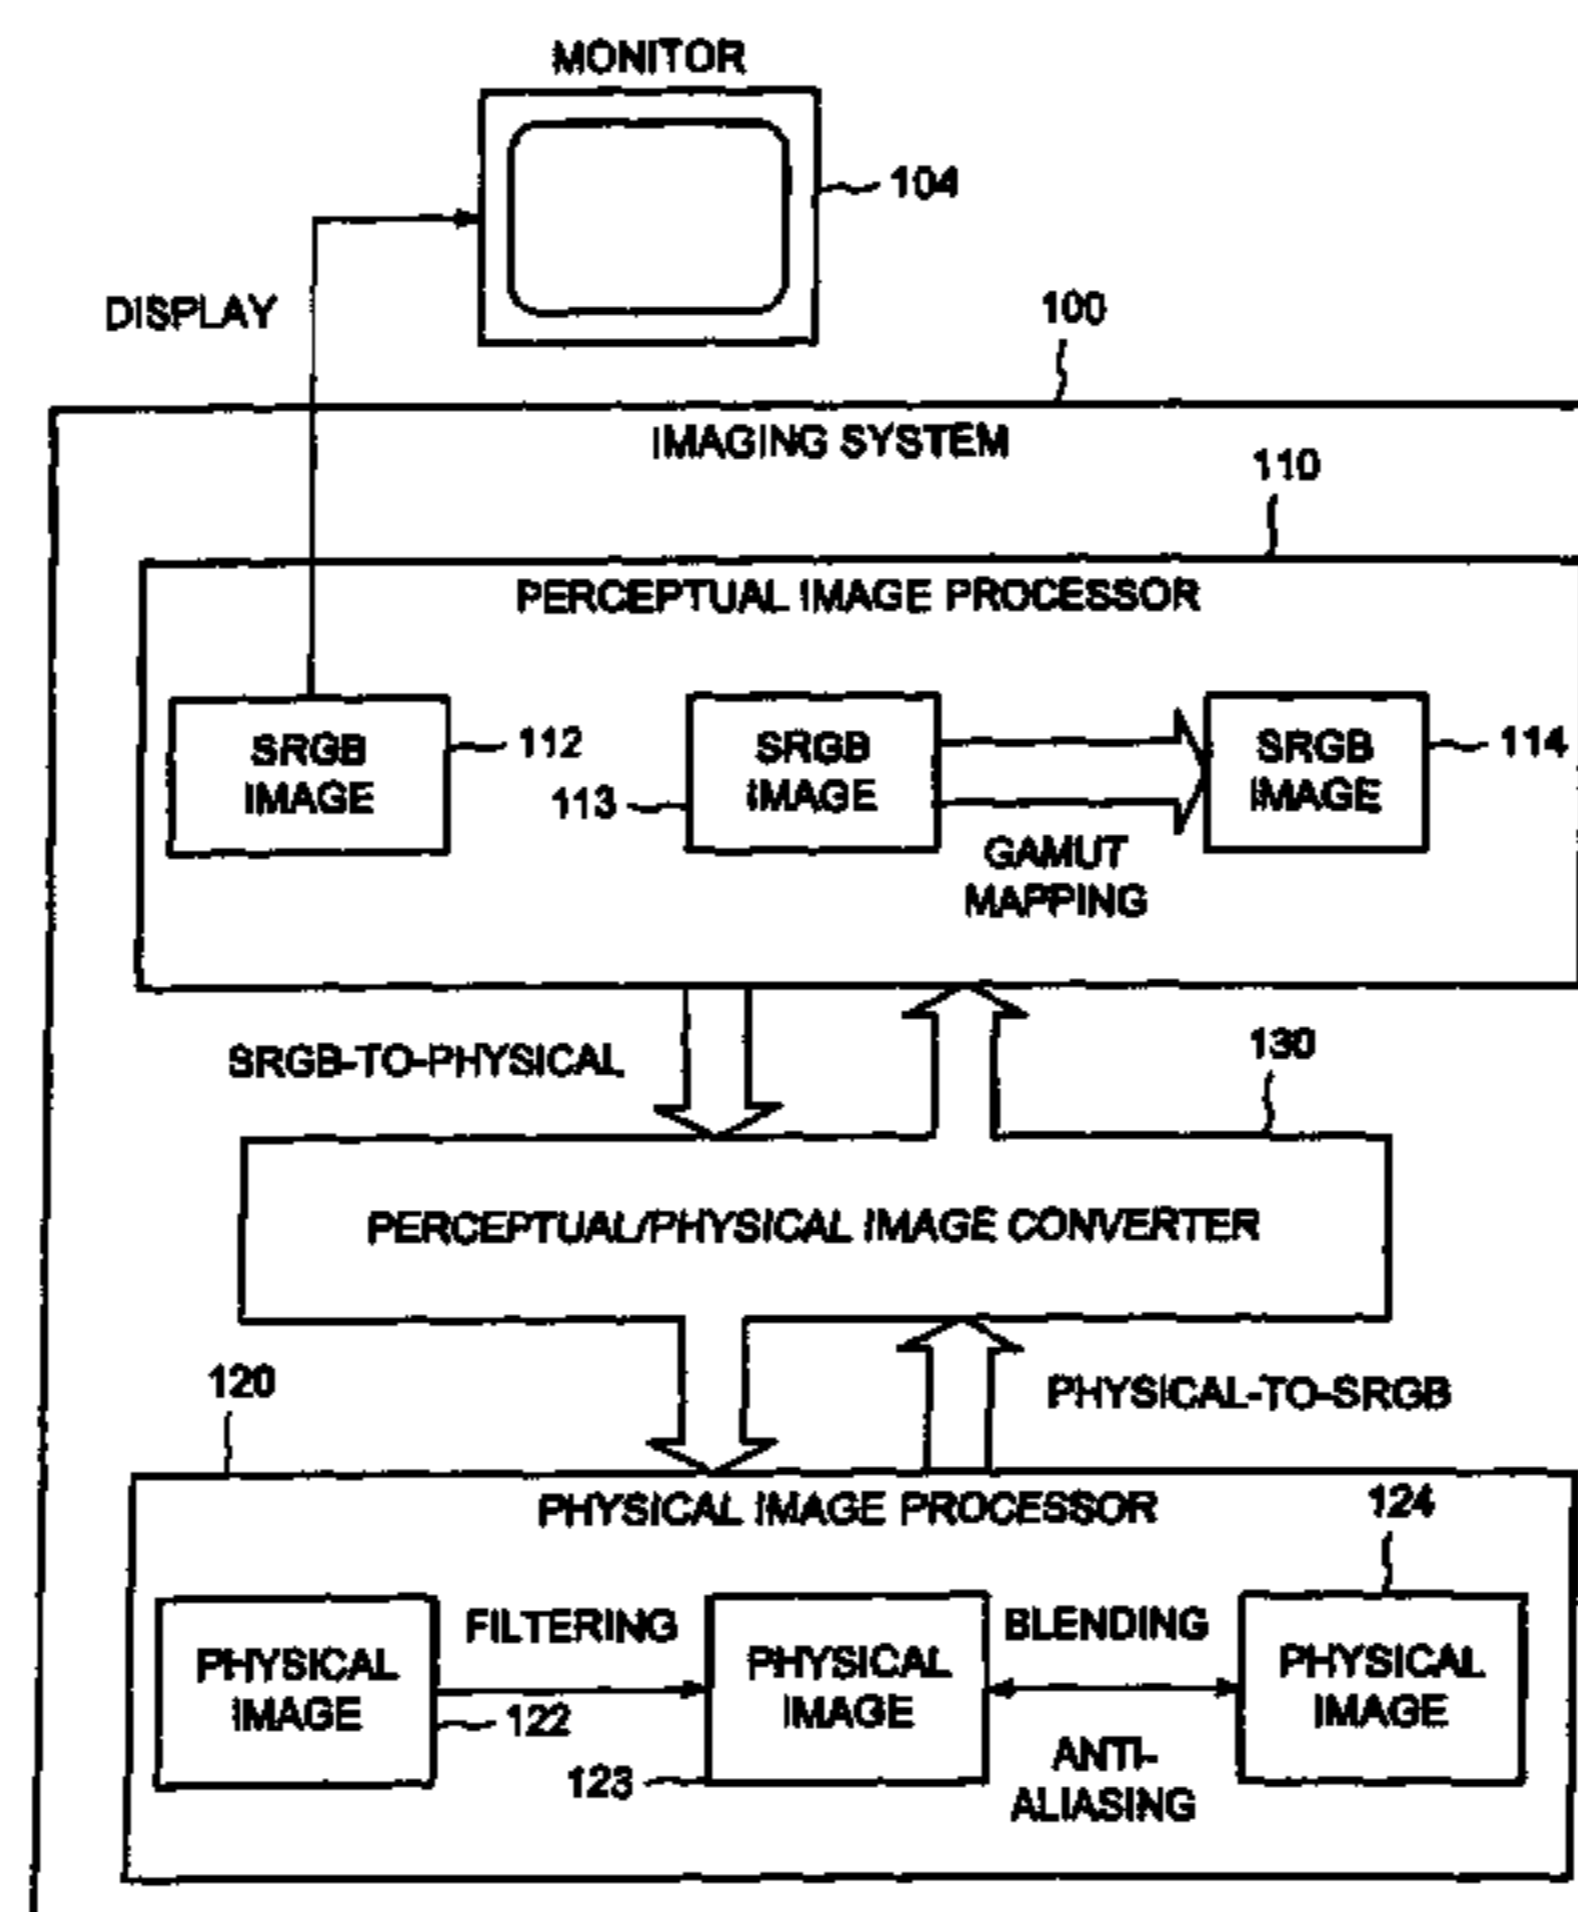 MONITOR
104
DISPLAY
100
IMAGING SYSTEM
110
PERCEPTUAL IMAGE PROCESSOR
SRGB
IMAGE
112
113
SRGB
IMAGE
SRGB
IMAGE
114
GAMUT
MAPPING
SRGB-TO-PHYSICAL
130
PERCEPTUAL/PHYSICAL IMAGE CONVERTER
120
PHYSICAL-TO-SRGB
PHYSICAL IMAGE PROCESSOR
124
PHYSICAL
IMAGE
FILTERING
122
123
PHYSICAL
IMAGE
BLENDING
ANTI-
ALIASING
PHYSICAL
IMAGE